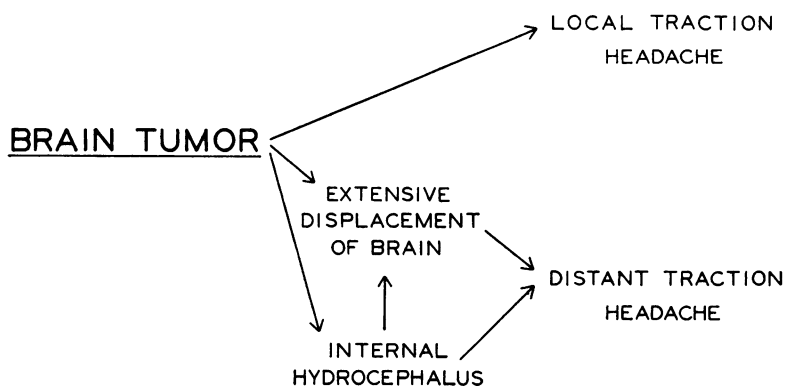 LOCAL TRACTION
HEADACHE
BRAIN TUMOR
EXTENSIVE
DISPLACEMENT
OF BRAIN
DISTANT TRACTION
HEADACHE
INTERNAL
HYDROCEPHALUS